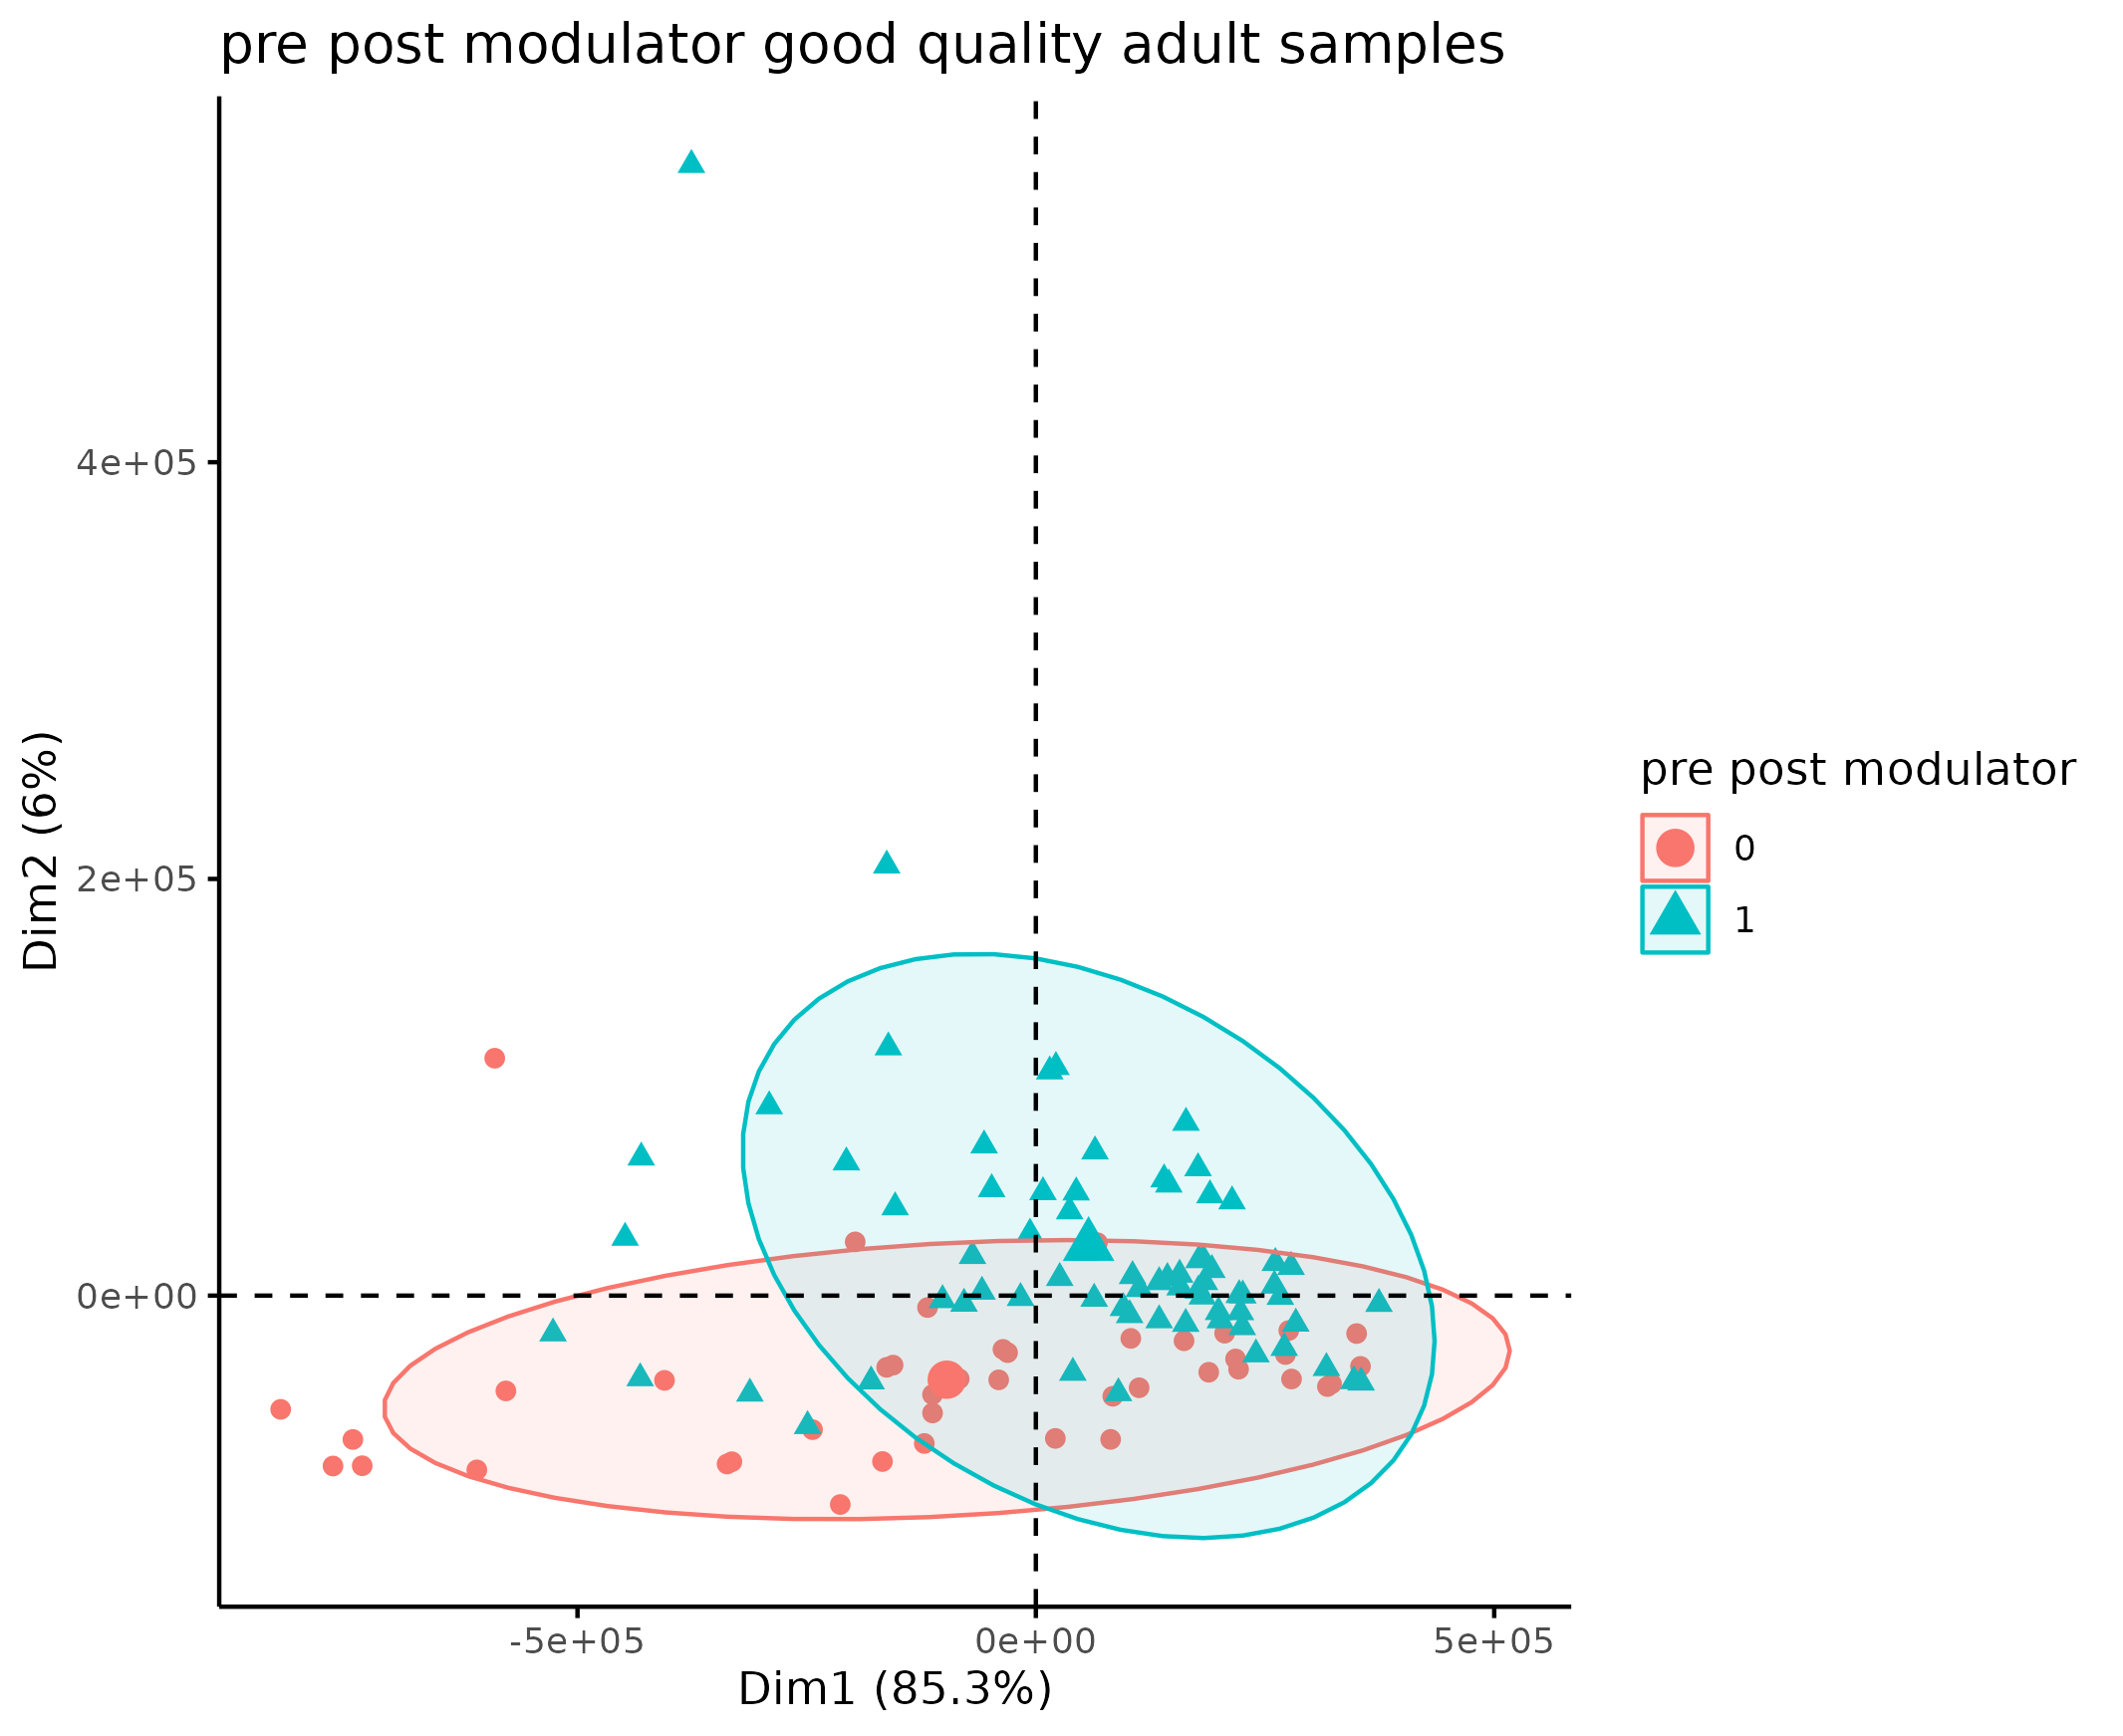 pre post modulator good quality adult samples
4e+05
2e+05
0e+00
Dim2 (6%)
-5e+05 0e+00 5e+05
Dim1 (85.3%)
pre post modulator
0
1